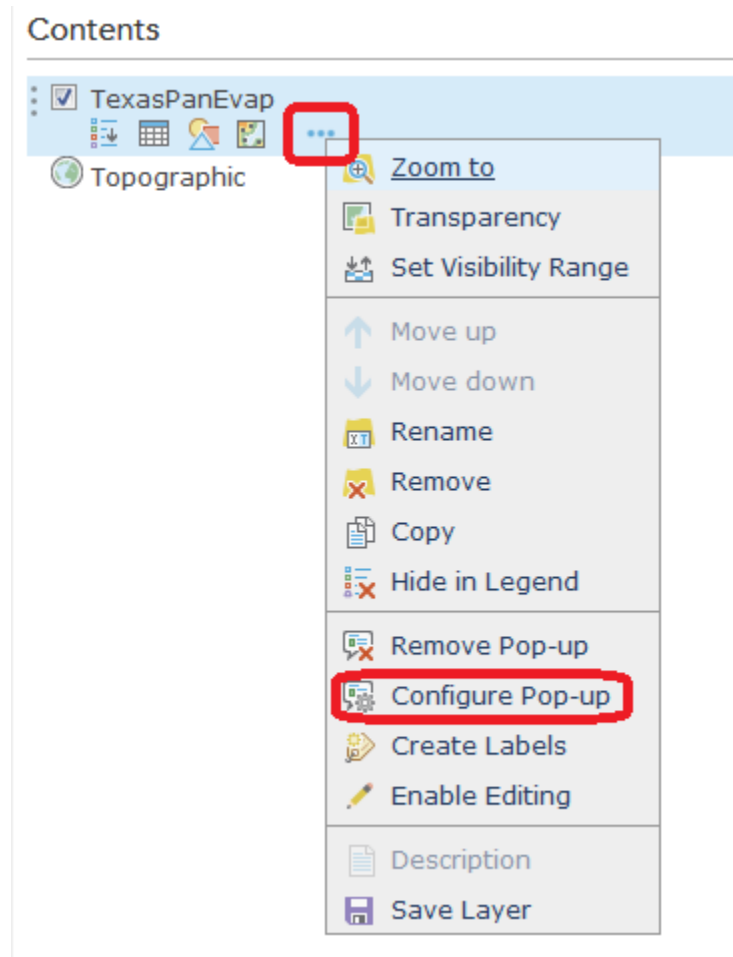 Contents
TexasPanEvap
Topographic
Zoom to
Transparency
Set Visibility Range
Move up
Move down
Rename
Remove
Copy
Hide in Legend
Remove Pop-up
Configure Pop-up
Create Labels
Enable Editing
Description
Save Layer